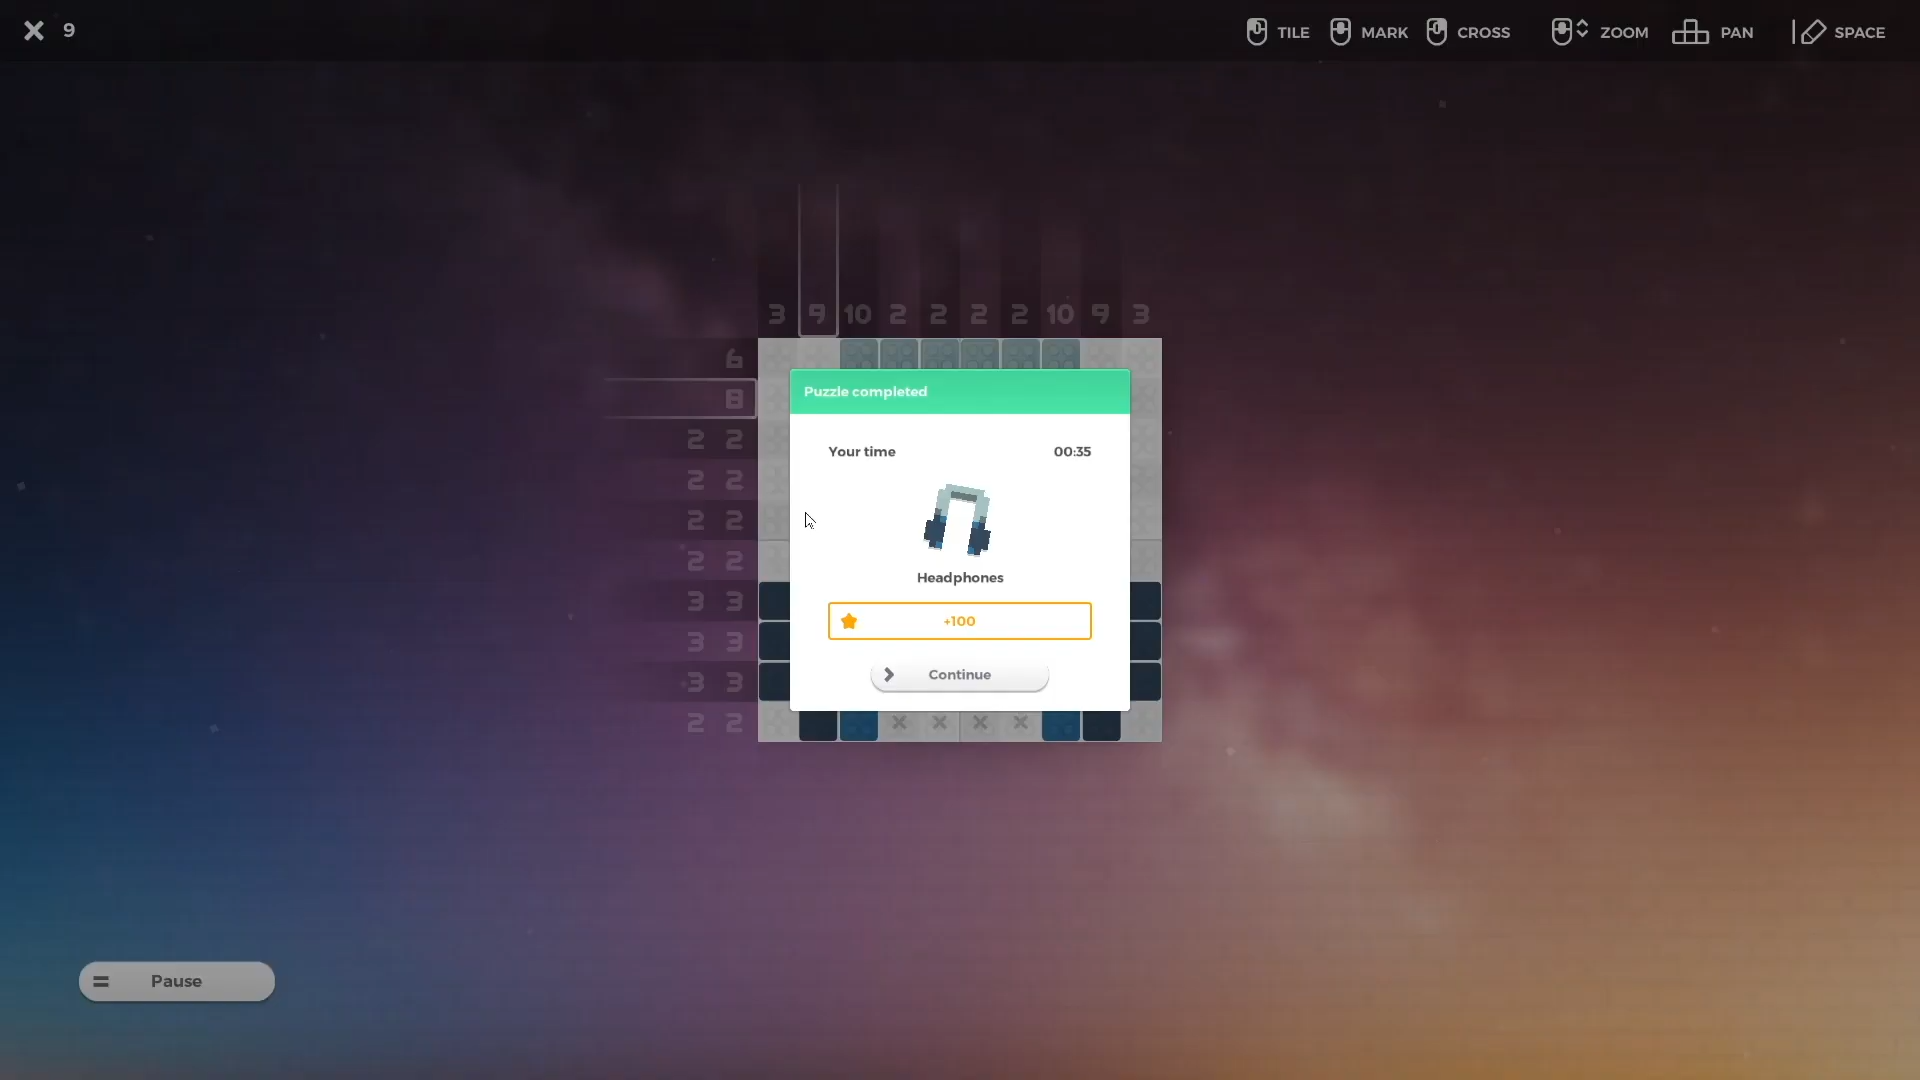 9 TILE MARK CROSS ZOOM PAN SPACE
3 9 10 2 2 2 2 10 9 3
6
8
2 2
2 2
2 2
2 2
3 3
3 3
3 3
2 2
Puzzle completed
Your time 00:35
Headphones
+100
Continue
Pause